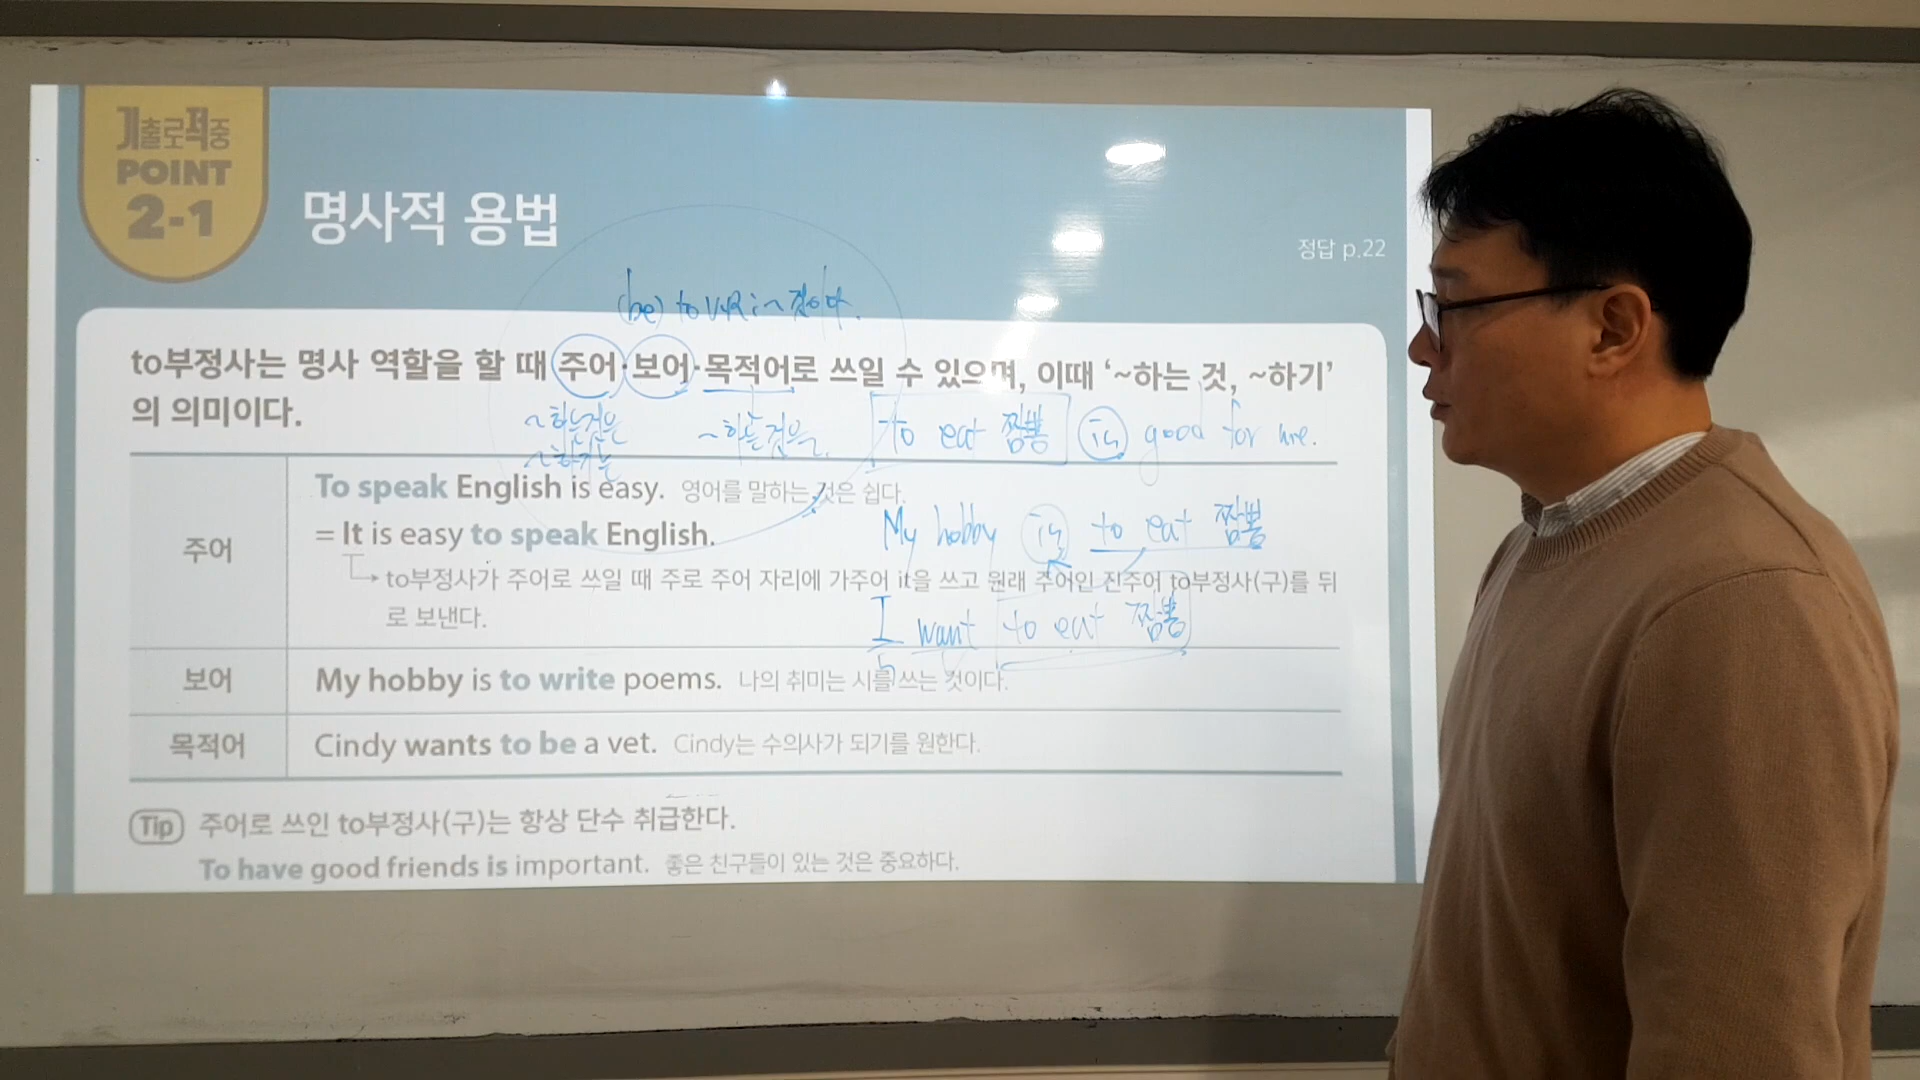 기출로적중
POINT
2-1
명사적 용법
정답 p.22
(be) to V원 : ~ 것이다.
to부정사는 명사 역할을 할 때 주어·보어·목적어로 쓰일 수 있으며, 이때 ‘~하는 것, ~하기’
의 의미이다.
~하는것은
~하기는
~하는것을.
to eat 짬뽕 is good for me.
주어
To speak English is easy. 영어를 말하는 것은 쉽다.
= It is easy to speak English.
My hobby is to eat 짬뽕
to부정사가 주어로 쓰일 때 주로 주어 자리에 가주어 it을 쓰고 원래 주어인 진주어 to부정사(구)를 뒤
로 보낸다.
I want to eat 짬뽕
보어
My hobby is to write poems. 나의 취미는 시를 쓰는 것이다.
목적어
Cindy wants to be a vet. Cindy는 수의사가 되기를 원한다.
Tip 주어로 쓰인 to부정사(구)는 항상 단수 취급한다.
To have good friends is important. 좋은 친구들이 있는 것은 중요하다.